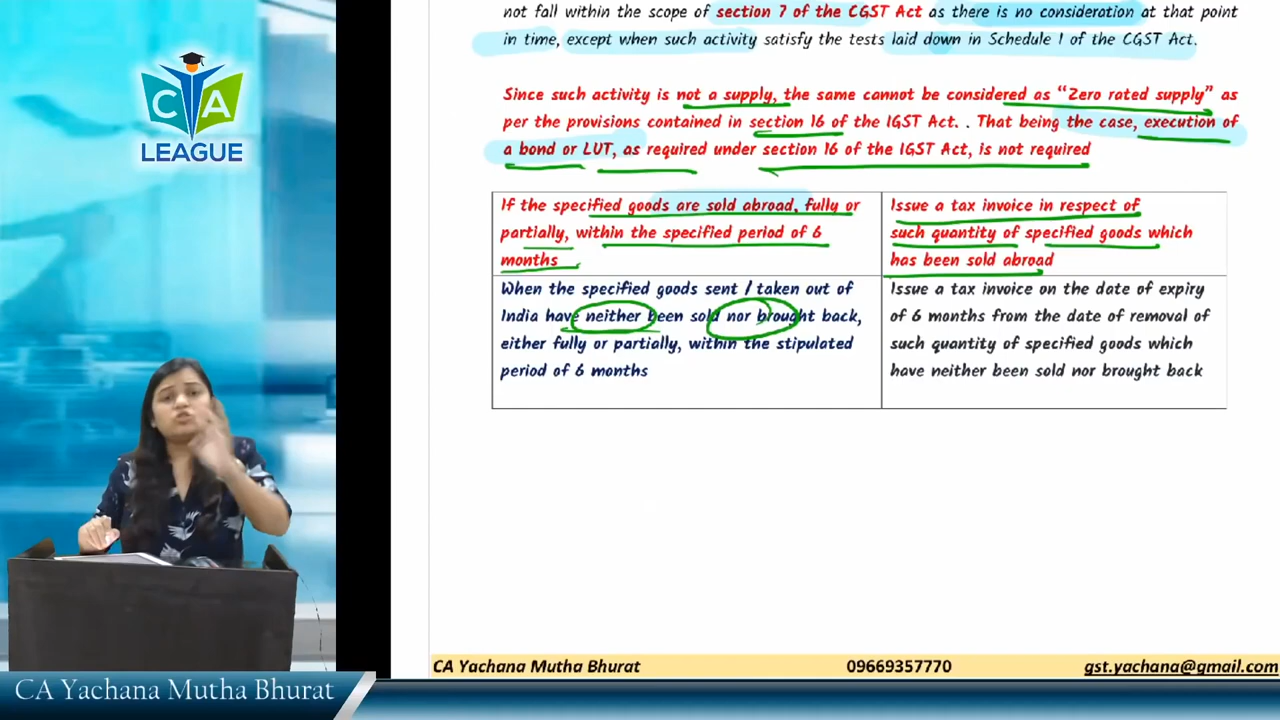 CA
LEAGUE
not fall within the scope of section 7 of the CGST Act as there is no consideration at that point
in time, except when such activity satisfy the tests laid down in Schedule I of the CGST Act.
Since such activity is not a supply, the same cannot be considered as "Zero rated supply" as
per the provisions contained in section 16 of the IGST Act. . That being the case, execution of
a bond or LUT, as required under section 16 of the IGST Act, is not required
If the specified goods are sold abroad, fully or
partially, within the specified period of 6
months
Issue a tax invoice in respect of
such quantity of specified goods which
has been sold abroad
When the specified goods sent / taken out of
India have neither been sold nor brought back,
either fully or partially, within the stipulated
period of 6 months
Issue a tax invoice on the date of expiry
of 6 months from the date of removal of
such quantity of specified goods which
have neither been sold nor brought back
CA Yachana Mutha Bhurat 09669357770 gst.yachana@gmail.com
CA Yachana Mutha Bhurat